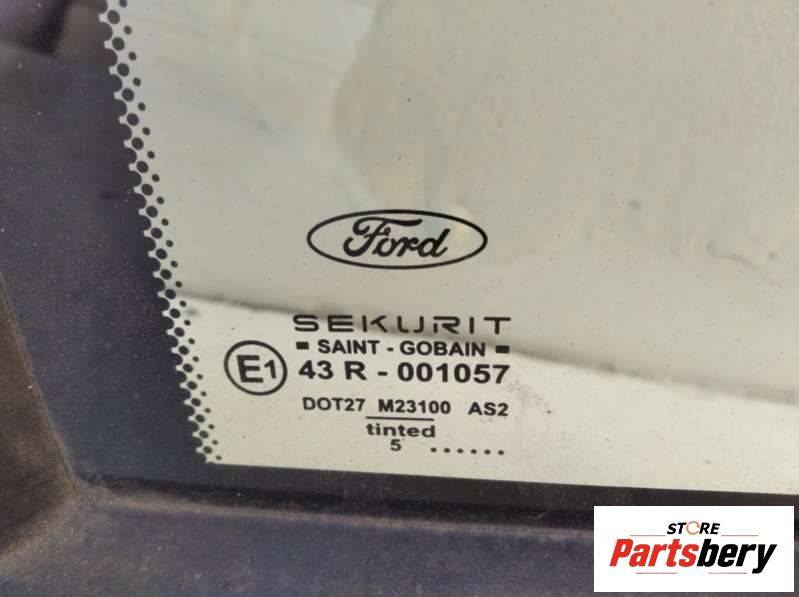 Ford
SEKURIT
SAINT - GOBAIN
E1 43 R - 001057
DOT27 M23100 AS2
tinted
5 ......
STORE
Partsbery